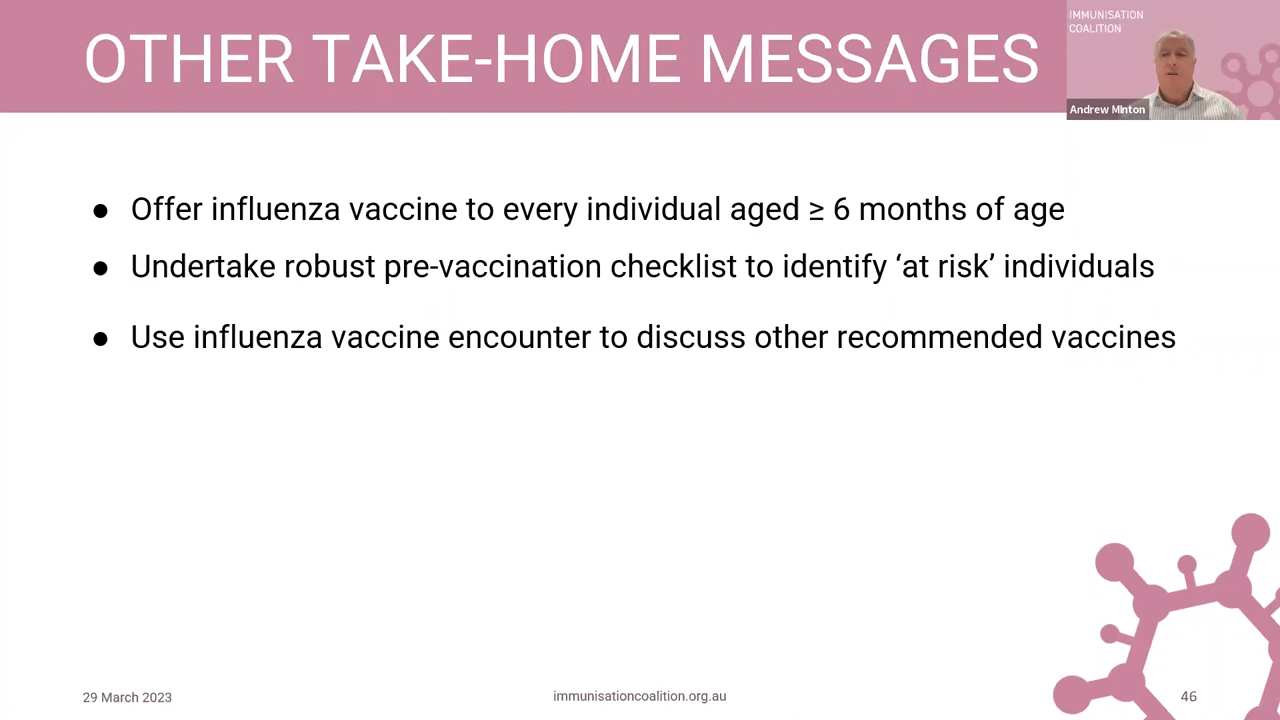 OTHER TAKE-HOME MESSAGES
IMMUNISATION
COALITION
Andrew Minton
● Offer influenza vaccine to every individual aged ≥ 6 months of age
● Undertake robust pre-vaccination checklist to identify ‘at risk’ individuals
● Use influenza vaccine encounter to discuss other recommended vaccines
29 March 2023
immunisationcoalition.org.au
46